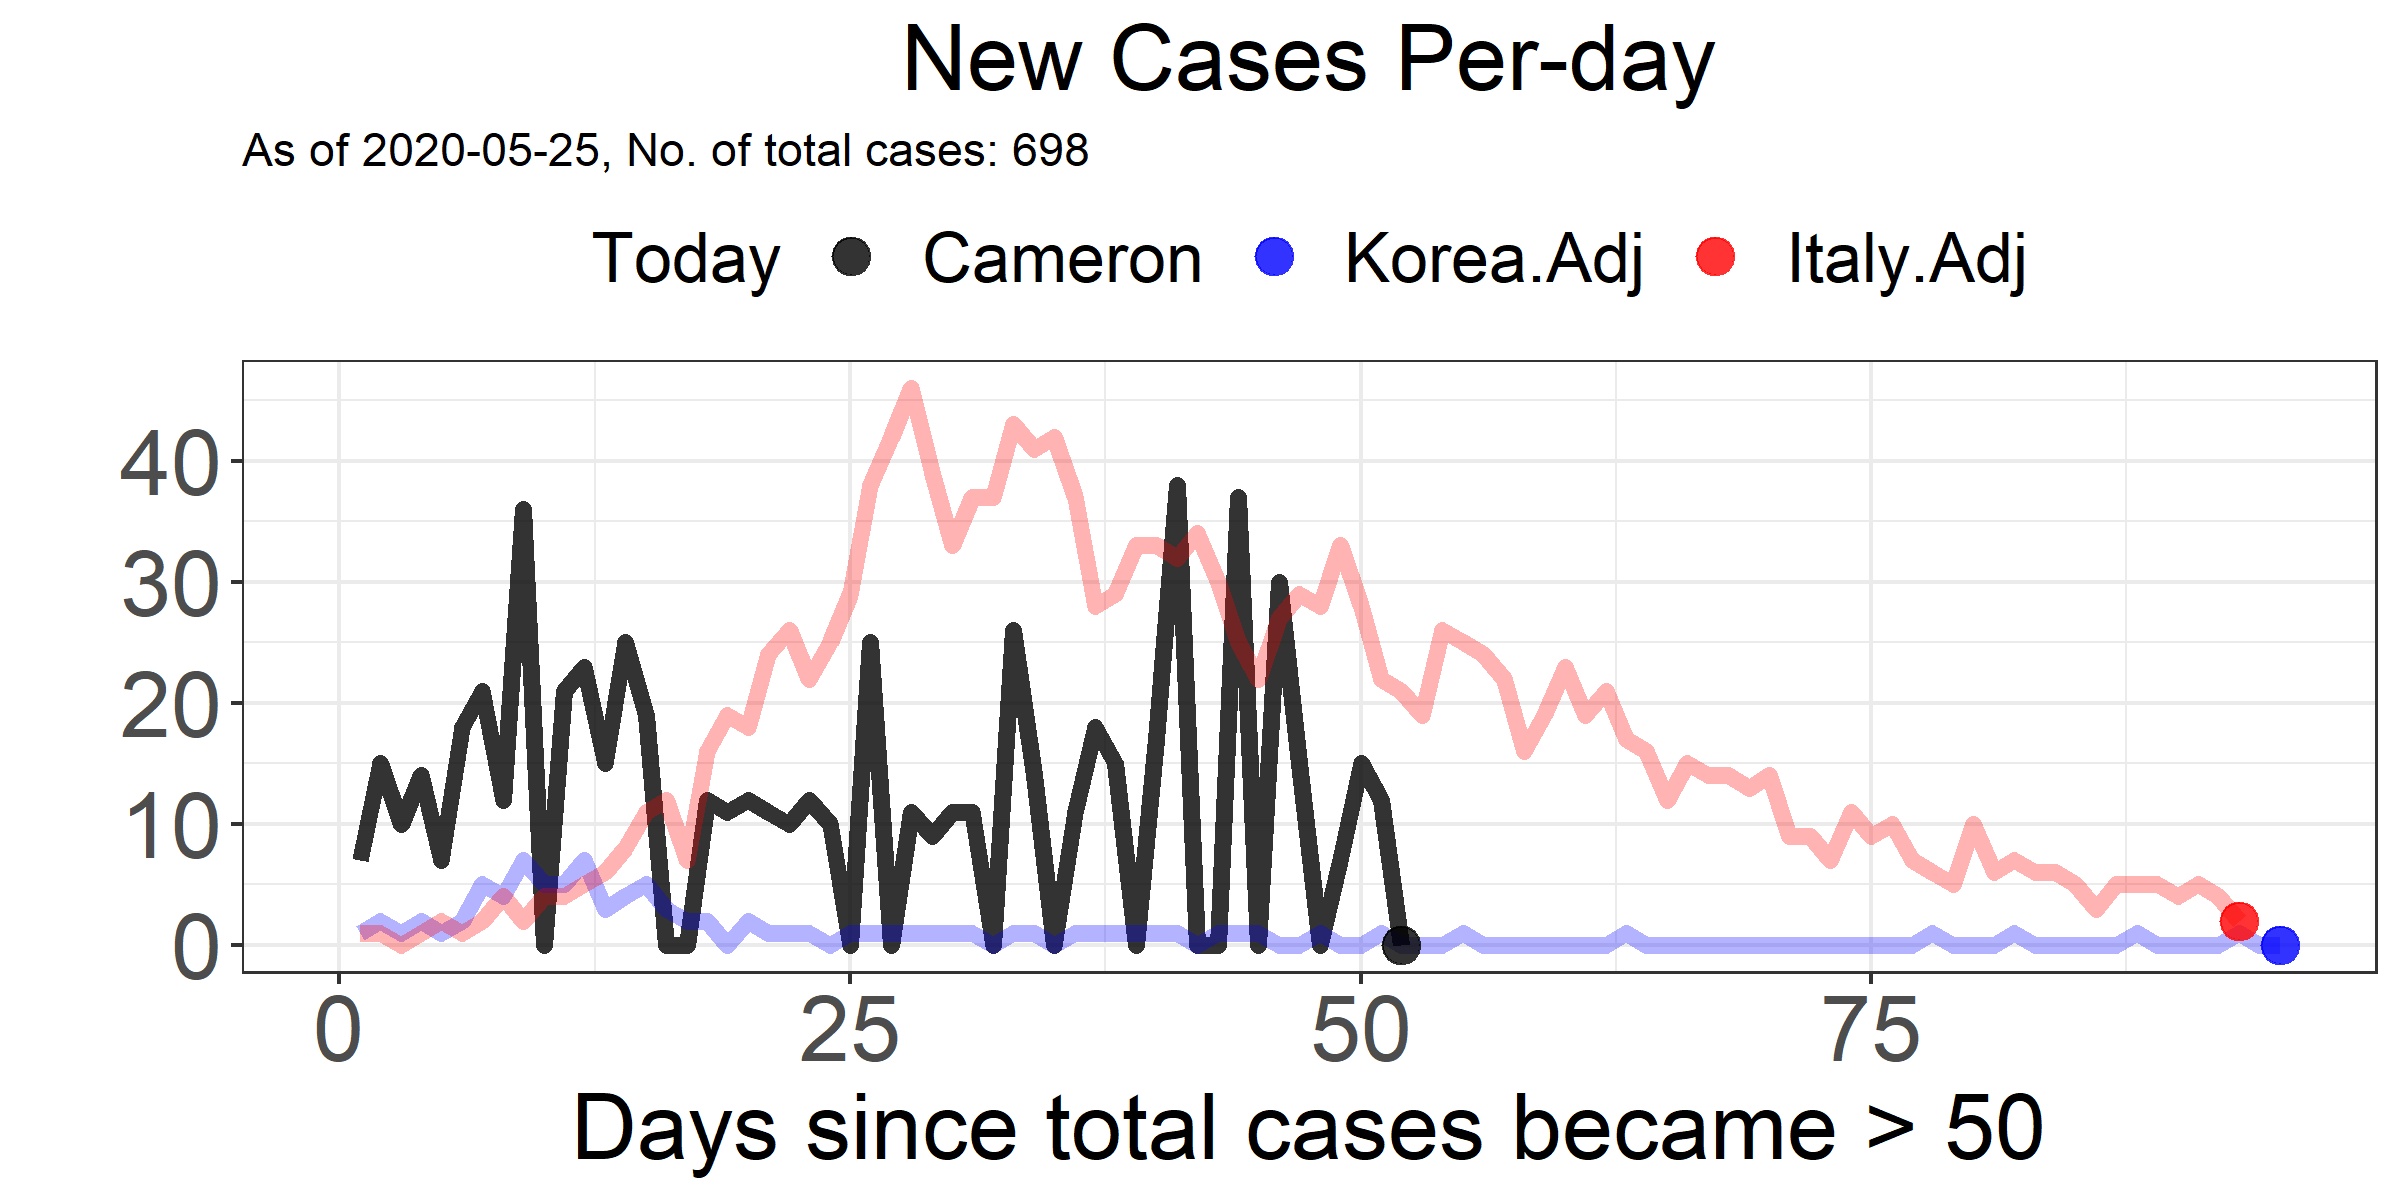 New Cases Per-day
As of 2020-05-25, No. of total cases: 698
Today Cameron Korea.Adj Italy.Adj
40
30
20
10
0
0 25 50 75
Days since total cases became > 50